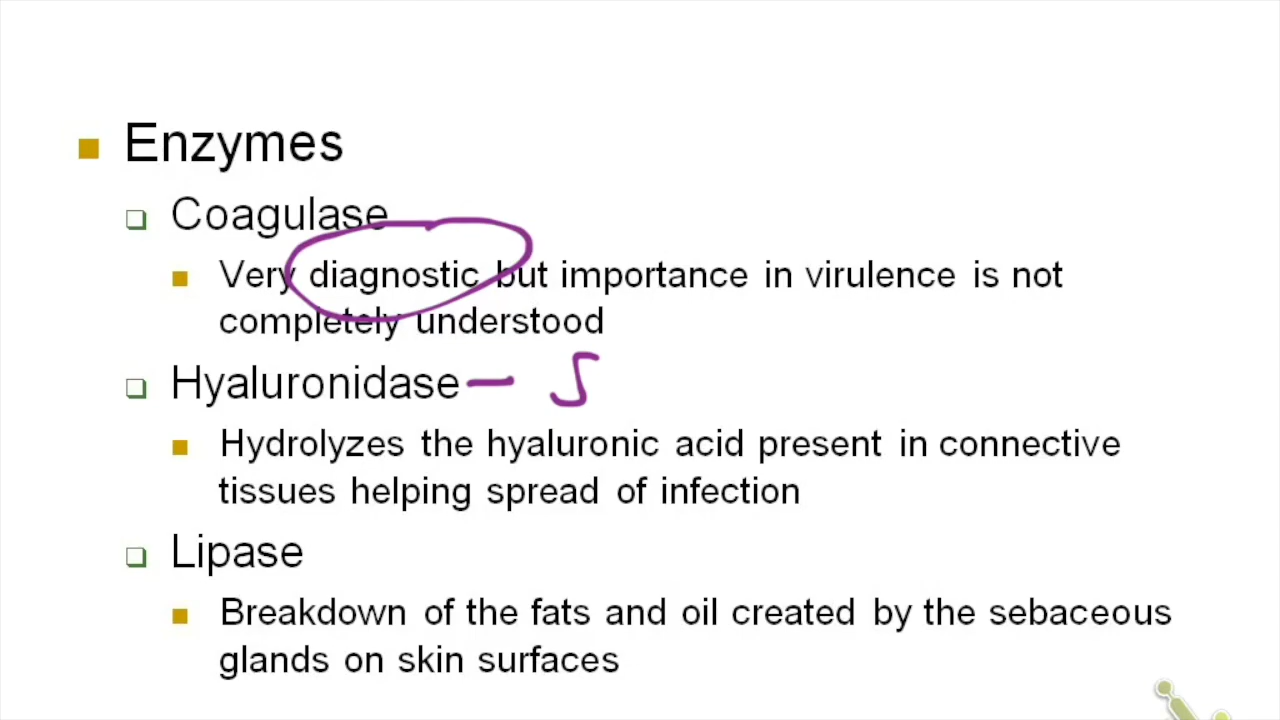 Enzymes
Coagulase
Very diagnostic but importance in virulence is not
completely understood
Hyaluronidase – S
Hydrolyzes the hyaluronic acid present in connective
tissues helping spread of infection
Lipase
Breakdown of the fats and oil created by the sebaceous
glands on skin surfaces